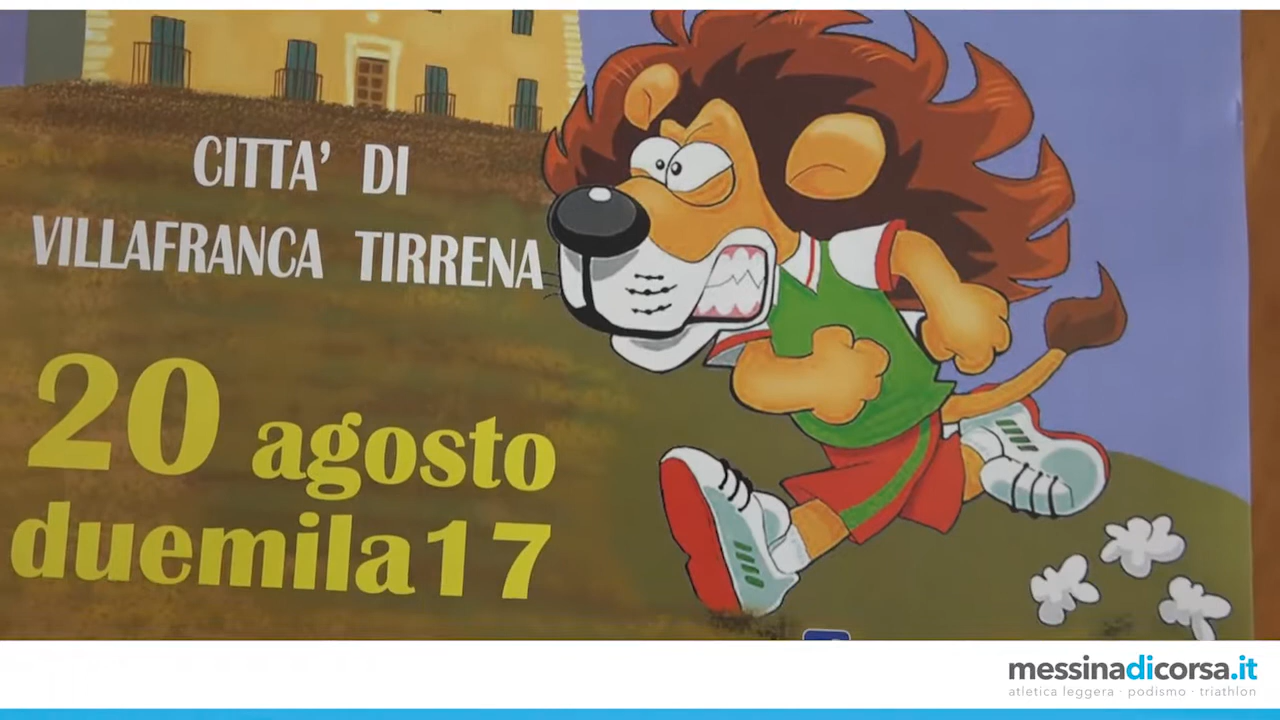 CITTA' DI
VILLAFRANCA TIRRENA
20 agosto
duemila17
messinadicorsa.it
atletica leggera · podismo · triathlon